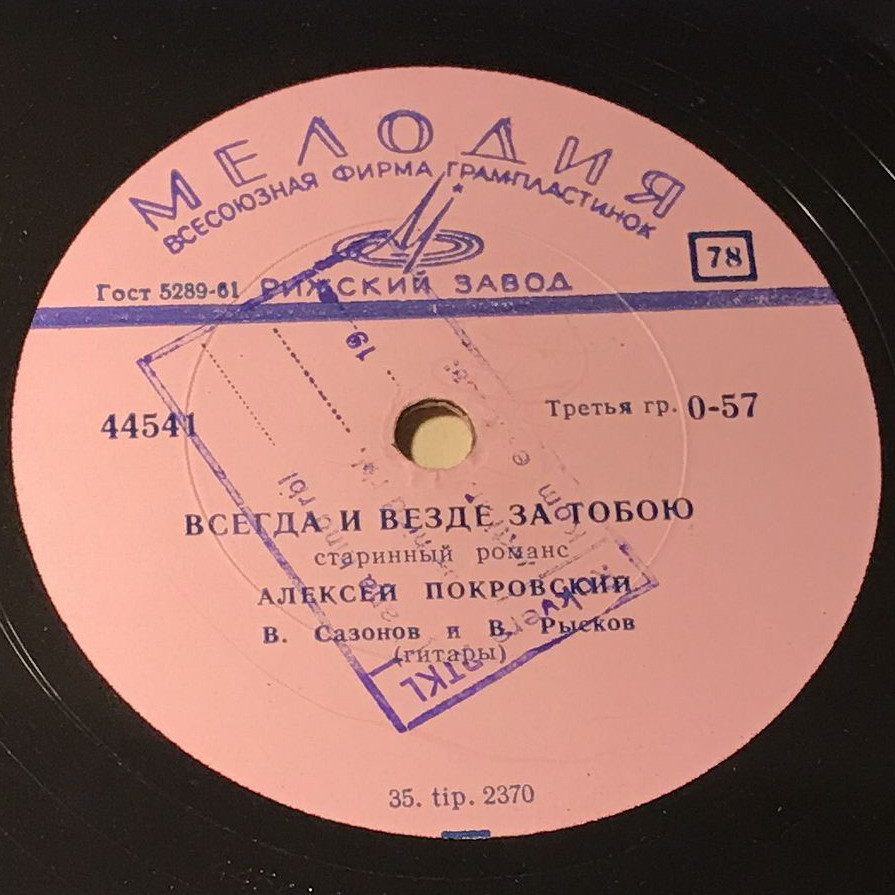 МЕЛОДИЯ
ВСЕСОЮЗНАЯ ФИРМА ГРАМПЛАСТИНОК
78
Гост 5289-61 РИЖСКИЙ ЗАВОД
19
44541
Третья гр. 0-57
ВСЕГДА И ВЕЗДЕ ЗА ТОБОЮ
старинный романс
АЛЕКСЕЙ ПОКРОВСКИЙ
В. Сазонов и В. Рысков
(гитары)
35. tip. 2370